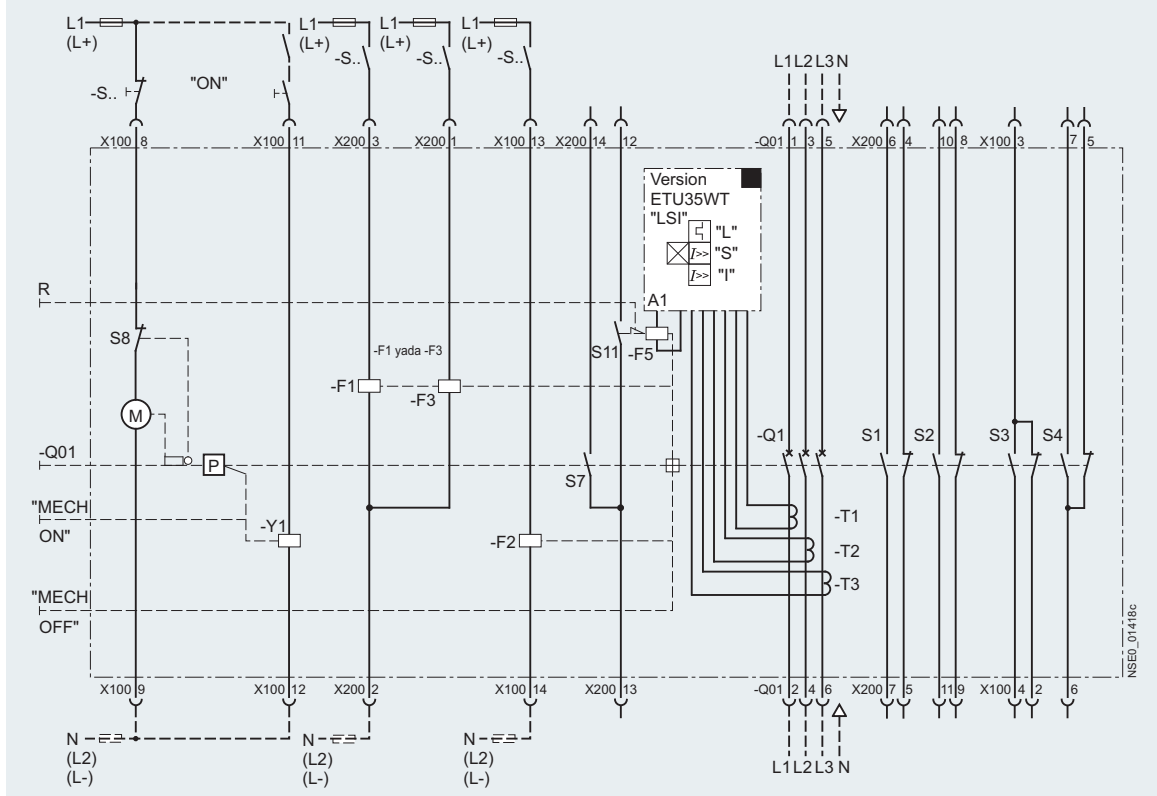 L1 L1 L1 L1
(L+) (L+) (L+) (L+)
-S.. "ON" -S.. -S.. -S..
L1 L2 L3 N
X100 8 X100 11 X200 3 X200 1 X100 13 X200 14 12 -Q01 1 3 5 X200 6 4 10 8 X100 3 7 5
Version
ETU35WT
"LSI"
"L"
I>> "S"
I>> "I"
A1
R
S8
S11 -F5
-F1 yada -F3
-F1 -F3
M
-Q1 S1 S2 S3 S4
-Q01
P
S7
"MECH
ON"
-Y1
-F2
-T1
-T2
-T3
"MECH
OFF"
NSE0_01418c
X100 9 X100 12 X200 2 X100 14 X200 13 -Q01 2 4 6 X200 7 5 11 9 X100 4 2 6
N N N
(L2) (L2) (L2)
(L-) (L-) (L-)
L1 L2 L3 N